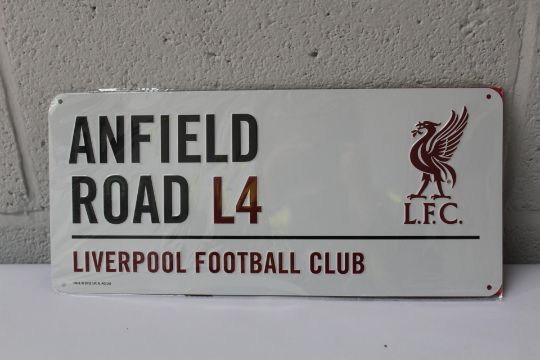 ANFIELD
ROAD L4
L.F.C.
LIVERPOOL FOOTBALL CLUB